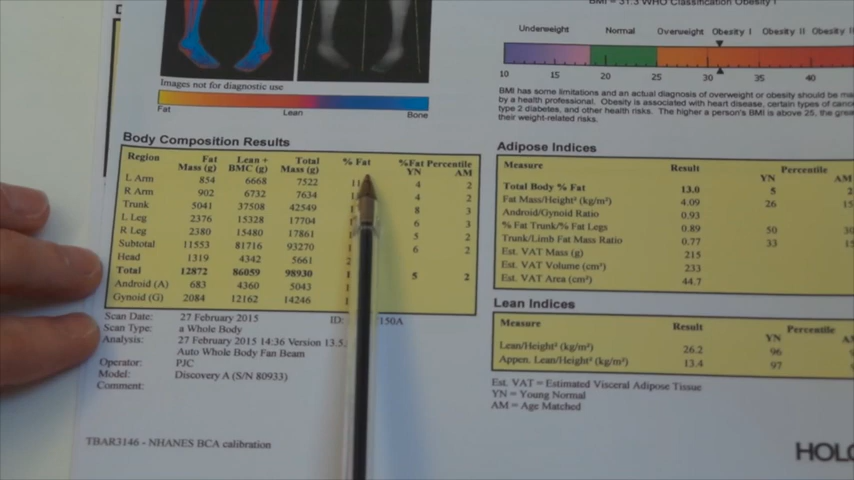 BMI = 31.3 WHO Classification Obesity I
Underweight Normal Overweight Obesity I Obesity II Obesity
10 15 20 25 30 35 40
BMI has some limitations and an actual diagnosis of overweight or obesity should be
by a health professional. Obesity is associated with heart disease, certain types of
type 2 diabetes, and other health risks. The higher a person's BMI is above 25, the
their weight-related risks.
Images not for diagnostic use
Fat Lean Bone
Body Composition Results
Region Fat Mass (g) Lean + BMC (g) Total Mass (g) % Fat %Fat Percentile YN AM
L Arm 854 6668 7522 4 2
R Arm 902 6732 7634 4 2
Trunk 5041 37508 42549 8 3
L Leg 2376 15328 17704 6 3
R Leg 2380 15480 17861 5 2
Subtotal 11553 81716 93270 6 2
Head 1319 4342 5661
Total 12872 86059 98930 5 2
Android (A) 683 4360 5043
Gynoid (G) 2084 12162 14246
Scan Date: 27 February 2015 ID: 150A
Scan Type: a Whole Body
Analysis: 27 February 2015 14:36 Version 13.5.
Auto Whole Body Fan Beam
Operator: PJC
Model: Discovery A (S/N 80933)
Comment:
TBAR3146 - NHANES BCA calibration
Adipose Indices
Measure Result Percentile YN AM
Total Body % Fat 13.0 5 2
Fat Mass/Height² (kg/m²) 4.09 26 15
Android/Gynoid Ratio 0.93
% Fat Trunk/% Fat Legs 0.89 50 30
Trunk/Limb Fat Mass Ratio 0.77 33 15
Est. VAT Mass (g) 215
Est. VAT Volume (cm³) 233
Est. VAT Area (cm²) 44.7
Lean Indices
Measure Result Percentile YN AM
Lean/Height² (kg/m²) 26.2 96
Appen. Lean/Height² (kg/m²) 13.4 97
Est. VAT = Estimated Visceral Adipose Tissue
YN = Young Normal
AM = Age Matched